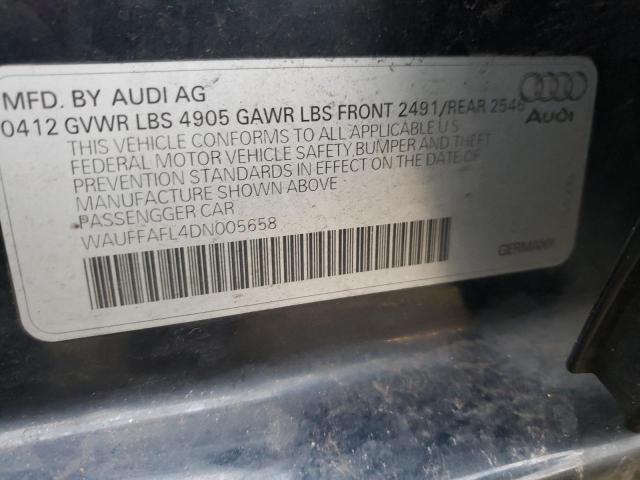 MFD. BY AUDI AG
0412 GVWR LBS 4905 GAWR LBS FRONT 2491/REAR 2546
Audi
THIS VEHICLE CONFORMS TO ALL APPLICABLE U S
FEDERAL MOTOR VEHICLE SAFETY, BUMPER AND THEFT
PREVENTION STANDARDS IN EFFECT ON THE DATE OF
MANUFACTURE SHOWN ABOVE
PASSENGGER CAR
WAUFFAFL4DN005658
GERMANY